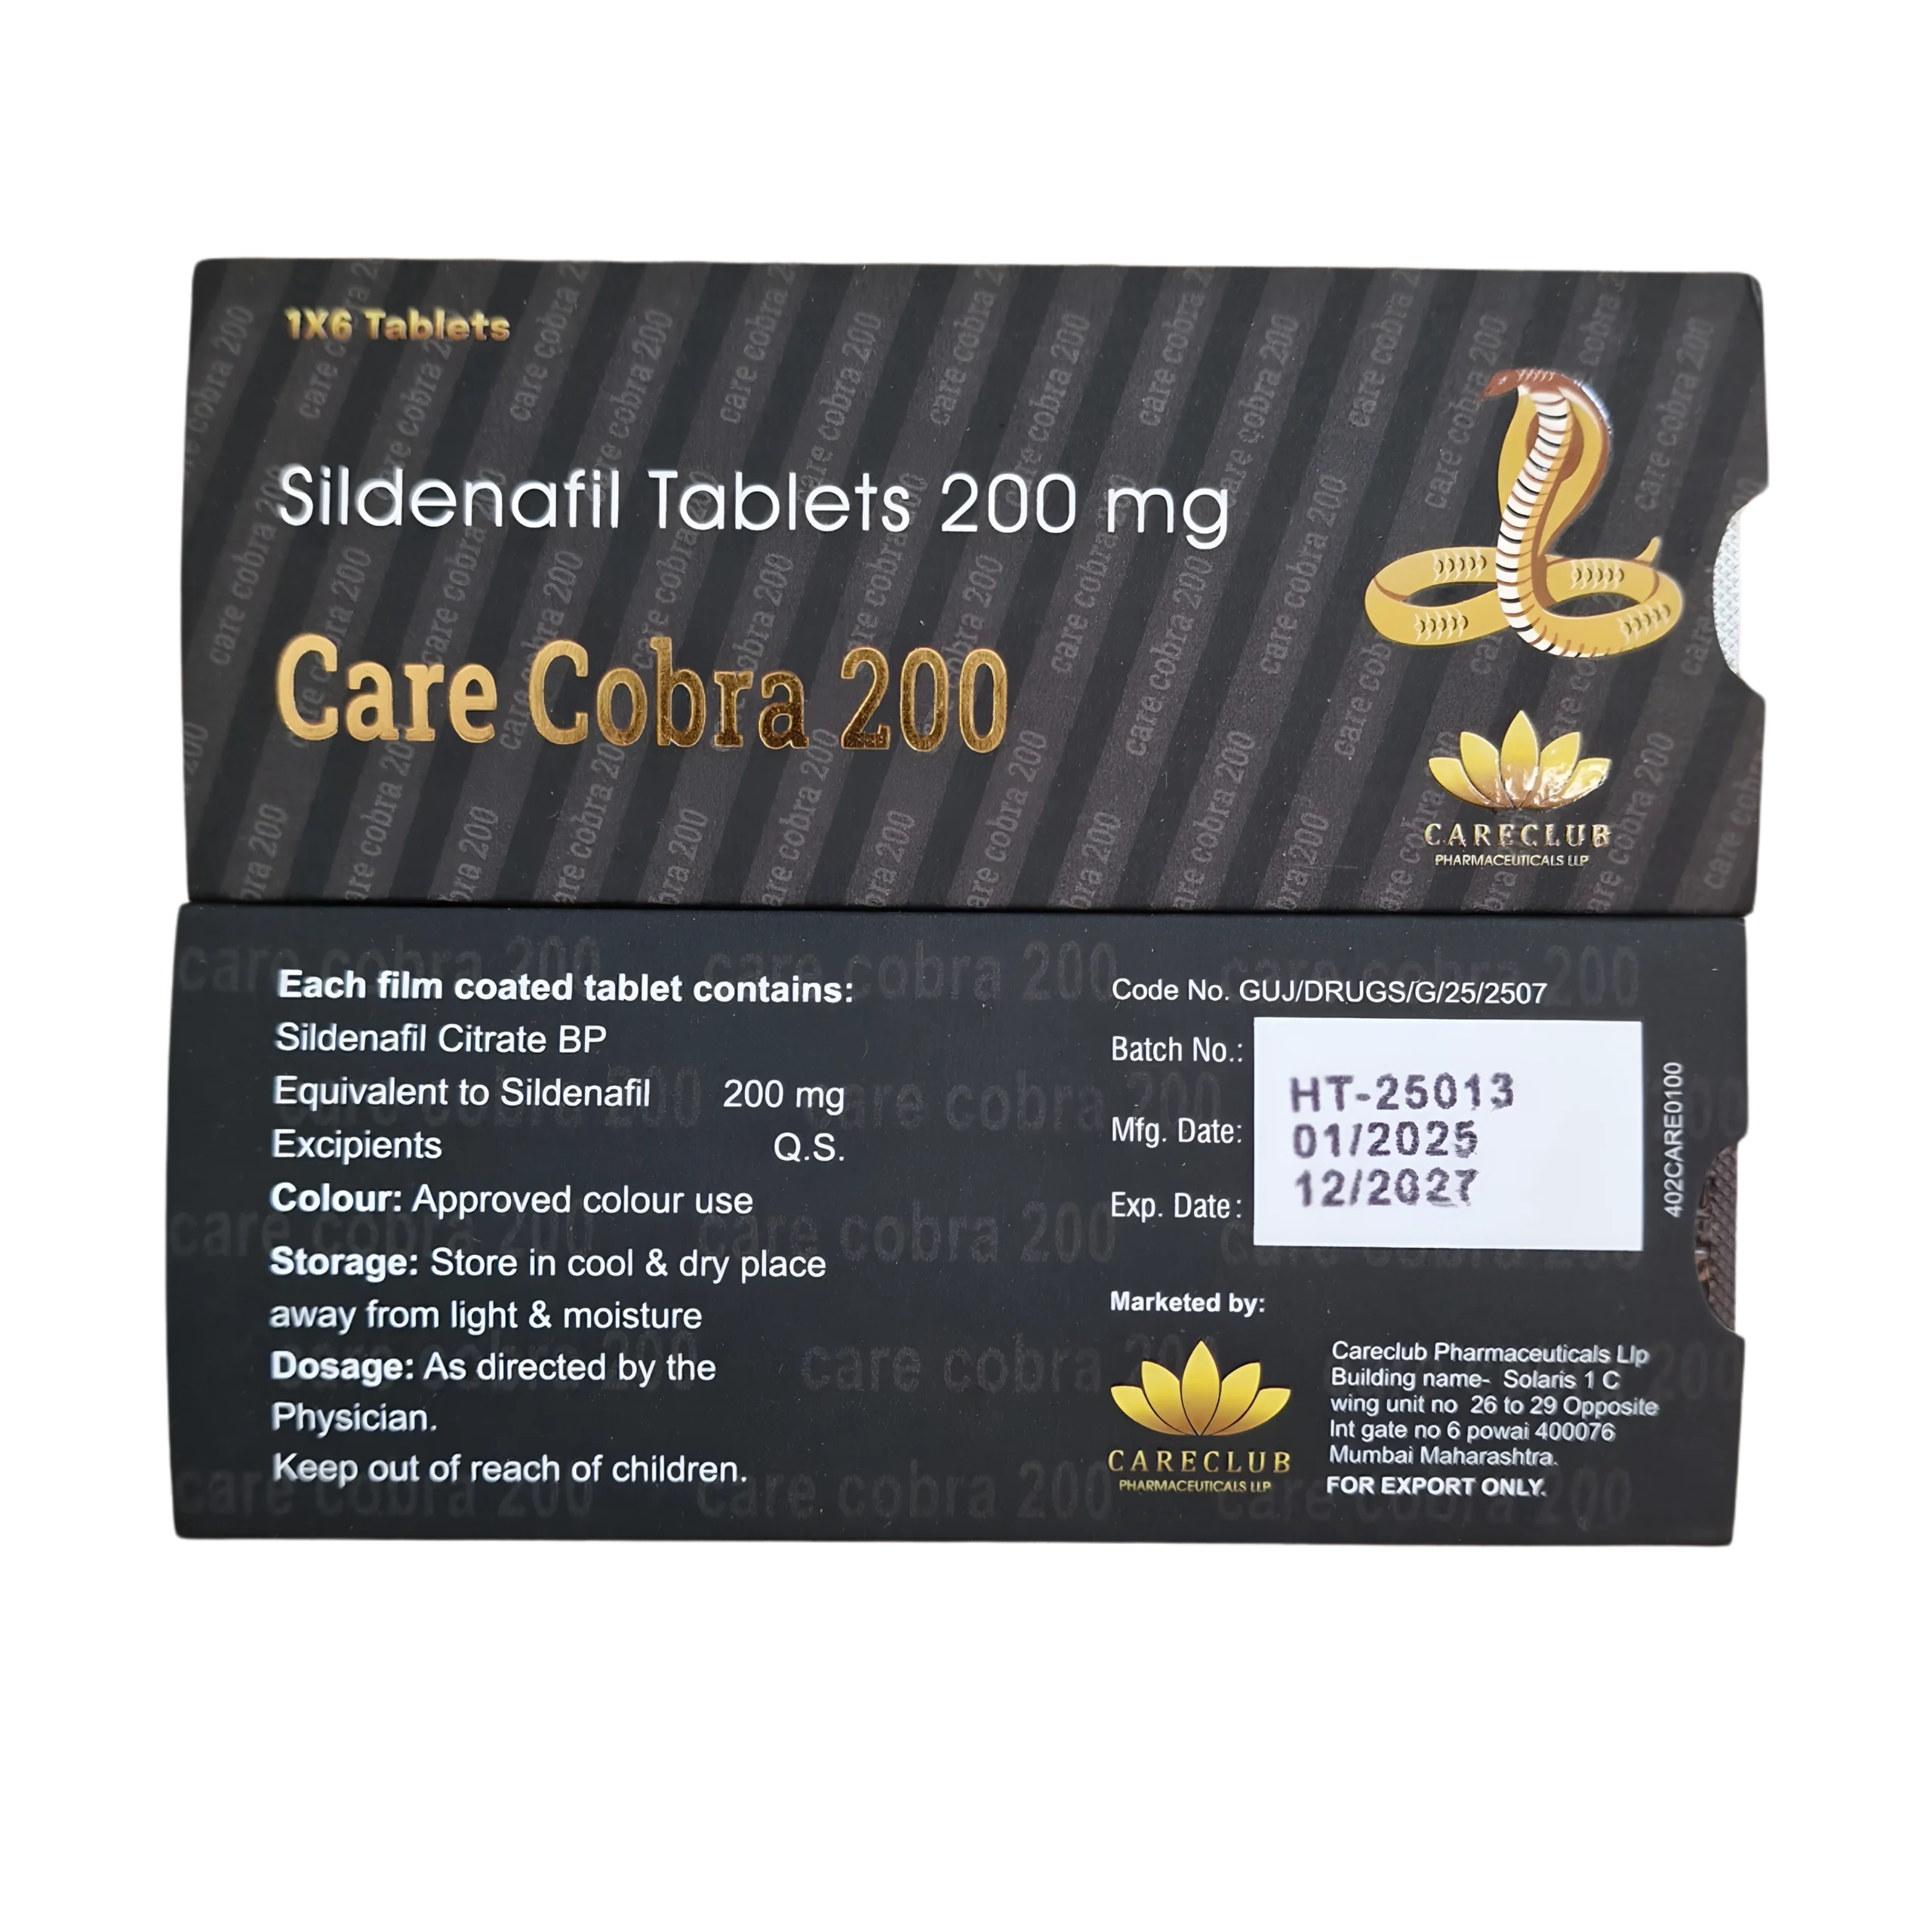 1X6 Tablets
Sildenafil Tablets 200 mg
Care Cobra 200
CARECLUB
PHARMACEUTICALS LLP
Each film coated tablet contains:
Sildenafil Citrate BP
Equivalent to Sildenafil 200 mg
Excipients Q.S.
Colour: Approved colour use
Storage: Store in cool & dry place
away from light & moisture
Dosage: As directed by the
Physician.
Keep out of reach of children.
Code No. GUJ/DRUGS/G/25/2507
Batch No.: HT-25013
Mfg. Date: 01/2025
Exp. Date: 12/2027
402CARE0100
Marketed by:
CARECLUB
PHARMACEUTICALS LLP
Careclub Pharmaceuticals Llp
Building name- Solaris 1 C
wing unit no 26 to 29 Opposite
Int gate no 6 powai 400076
Mumbai Maharashtra.
FOR EXPORT ONLY.